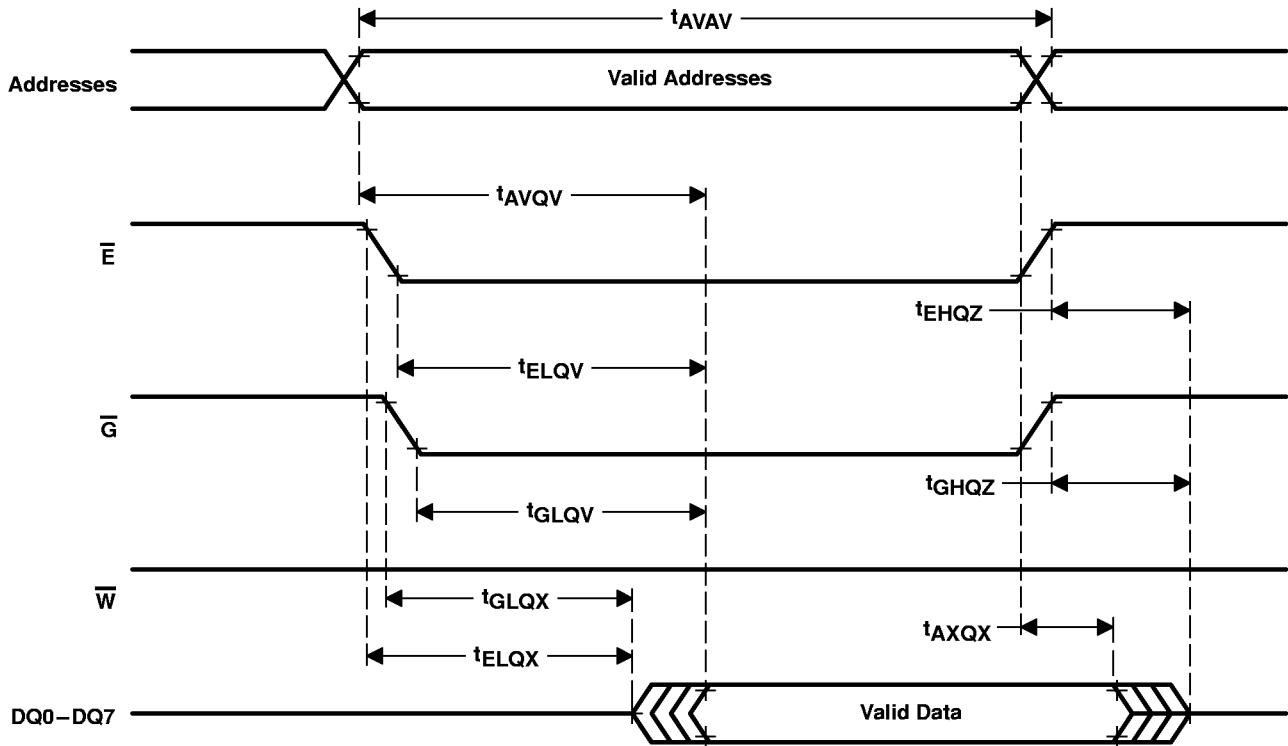 tAVAV
Addresses
Valid Addresses
tAVQV
E̅
tEHQZ
tELQV
G̅
tGHQZ
tGLQV
W̅
tGLQX
tAXQX
tELQX
DQ0–DQ7
Valid Data